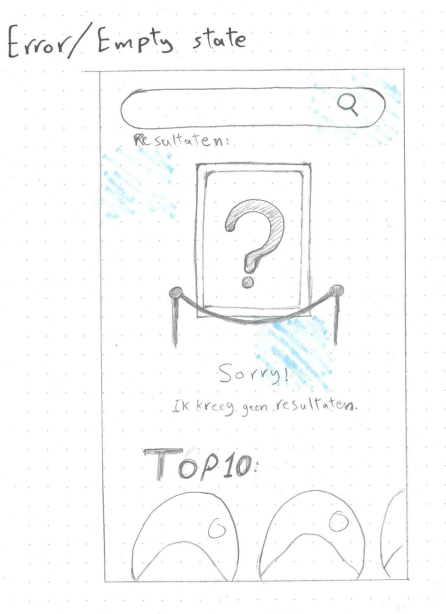 Error/Empty state
Resultaten:
?
Sorry!
Ik kreeg geen resultaten.
TOP10: